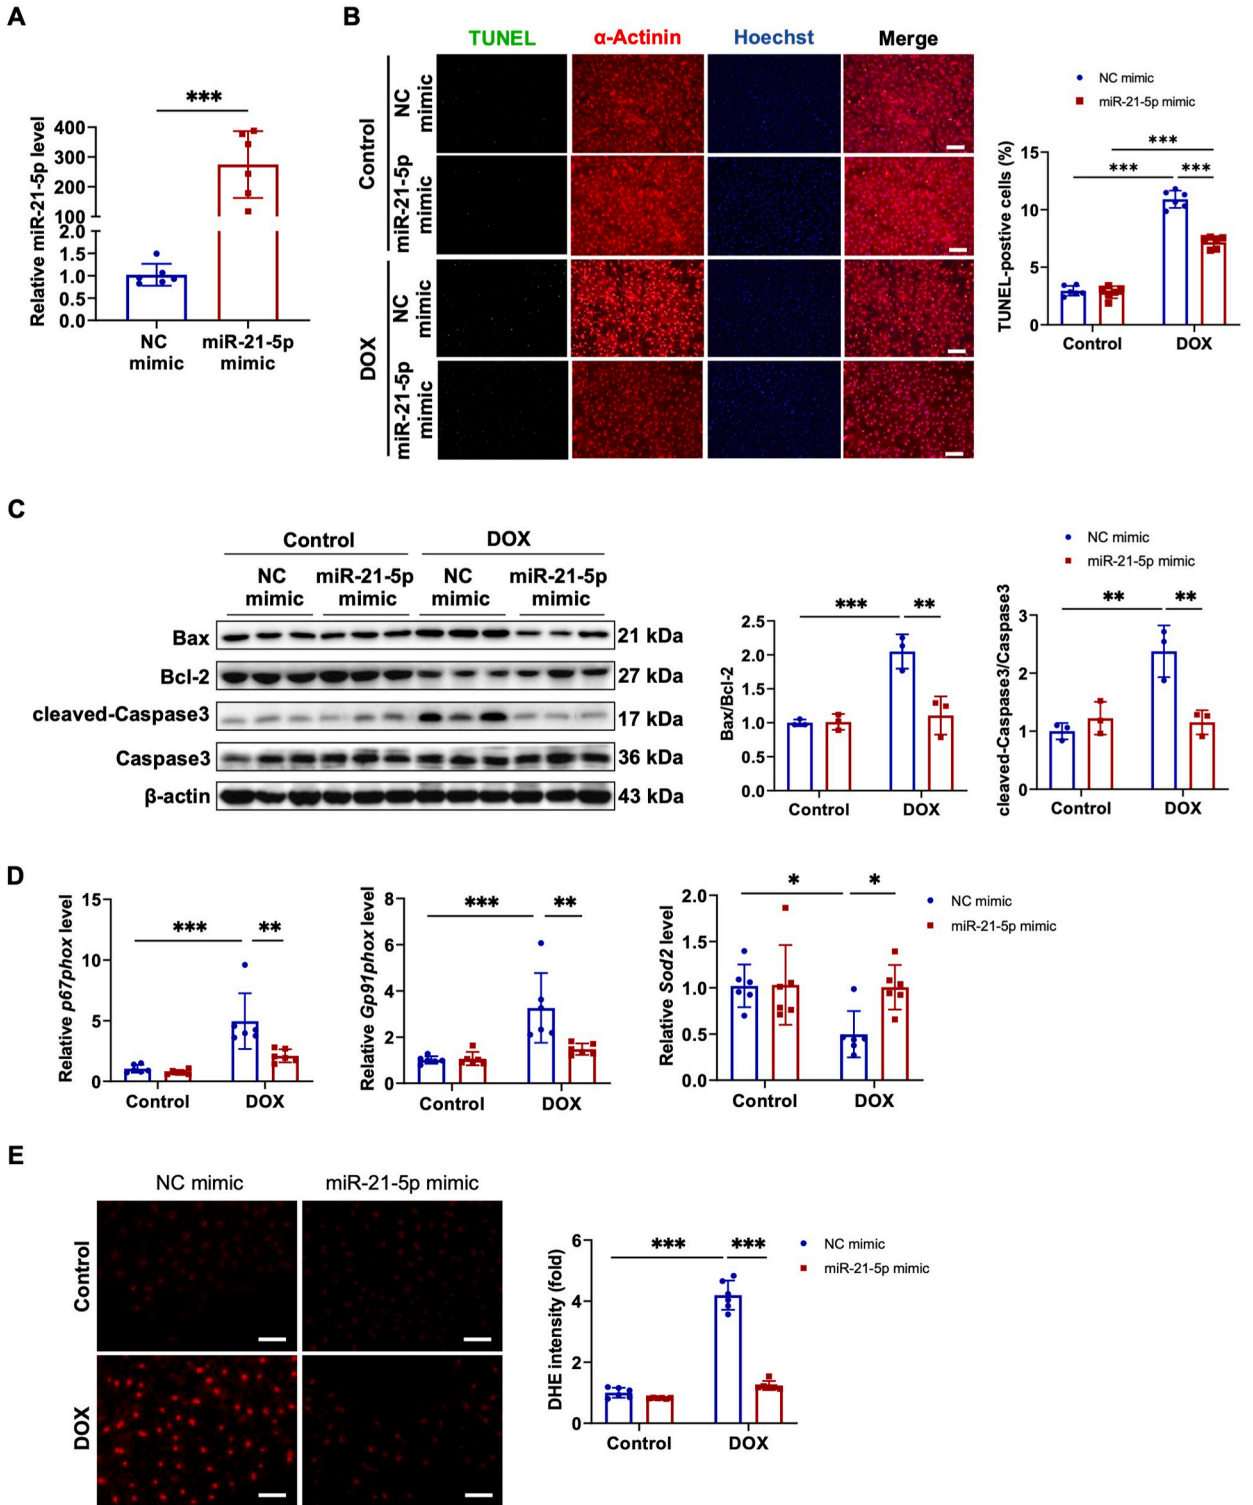 A
***
Relative miR-21-5p level
400
300
200
100
2.0
1.5
1.0
0.5
0.0
NC
mimic
miR-21-5p
mimic
B
TUNEL
α-Actinin
Hoechst
Merge
Control
NC
mimic
miR-21-5p
mimic
DOX
NC
mimic
miR-21-5p
mimic
NC mimic
miR-21-5p mimic
***
*** ***
TUNEL-postive cells (%)
15
10
5
0
Control
DOX
C
Control
DOX
NC
mimic
miR-21-5p
mimic
NC
mimic
miR-21-5p
mimic
Bax 21 kDa
Bcl-2 27 kDa
cleaved-Caspase3 17 kDa
Caspase3 36 kDa
β-actin 43 kDa
*** **
Bax/Bcl-2
2.5
2.0
1.5
1.0
0.5
0.0
Control
DOX
NC mimic
miR-21-5p mimic
** **
cleaved-Caspase3/Caspase3
3
2
1
0
Control
DOX
D
*** **
Relative p67phox level
15
10
5
0
Control
DOX
*** **
Relative Gp91phox level
8
6
4
2
0
Control
DOX
* *
Relative Sod2 level
2.0
1.5
1.0
0.5
0.0
Control
DOX
NC mimic
miR-21-5p mimic
E
NC mimic
miR-21-5p mimic
Control
DOX
*** ***
DHE intensity (fold)
6
4
2
0
Control
DOX
NC mimic
miR-21-5p mimic